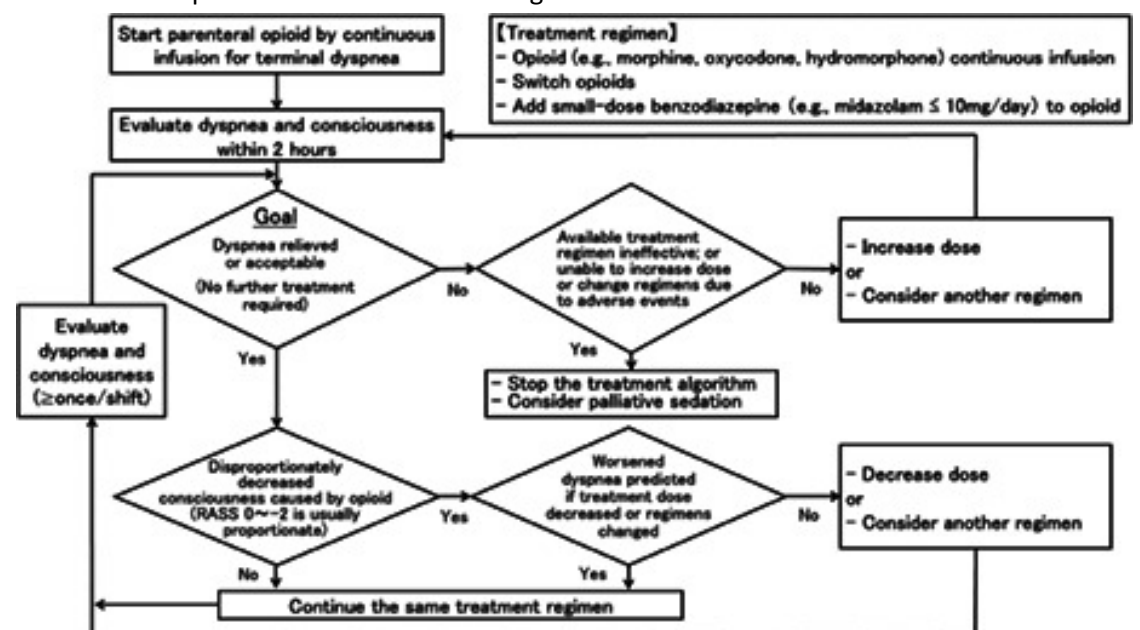 Start parenteral opioid by continuous
infusion for terminal dyspnea
【Treatment regimen】
- Opioid (e.g., morphine, oxycodone, hydromorphone) continuous infusion
- Switch opioids
- Add small-dose benzodiazepine (e.g., midazolam ≤ 10mg/day) to opioid
Evaluate dyspnea and consciousness
within 2 hours
Goal
Dyspnea relieved
or acceptable
(No further treatment
required)
No
Available treatment
regimen ineffective; or
unable to increase dose
or change regimens due
to adverse events
No
- Increase dose
or
- Consider another regimen
Evaluate
dyspnea and
consciousness
(≥once/shift)
Yes
Yes
- Stop the treatment algorithm
- Consider palliative sedation
Disproportionately
decreased
consciousness caused by opioid
(RASS 0~-2 is usually
proportionate)
Yes
Worsened
dyspnea predicted
if treatment dose
decreased or regimens
changed
No
- Decrease dose
or
- Consider another regimen
No
Yes
Continue the same treatment regimen